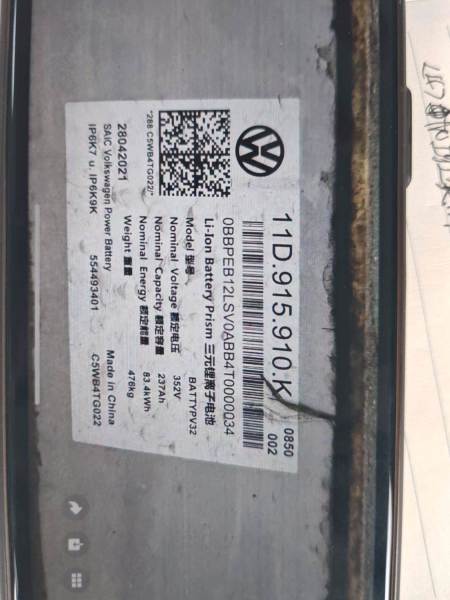 11D.915.910.K
0850
002
0BBPEB12LSV0ABB4T0000034
Li-Ion Battery Prism 三元锂离子电池
Model 型号 BATTYPV32
Nominal Voltage 额定电压 352V
Nominal Capacity 额定容量 237Ah
Nominal Energy 额定能量 83.4kWh
Weight 重量 476kg
*288 C5WB4TG022/*
28042021
SAIC Volkswagen Power Battery
Made in China
IP6K7 u. IP6K9K
554493401
C5WB4TG022